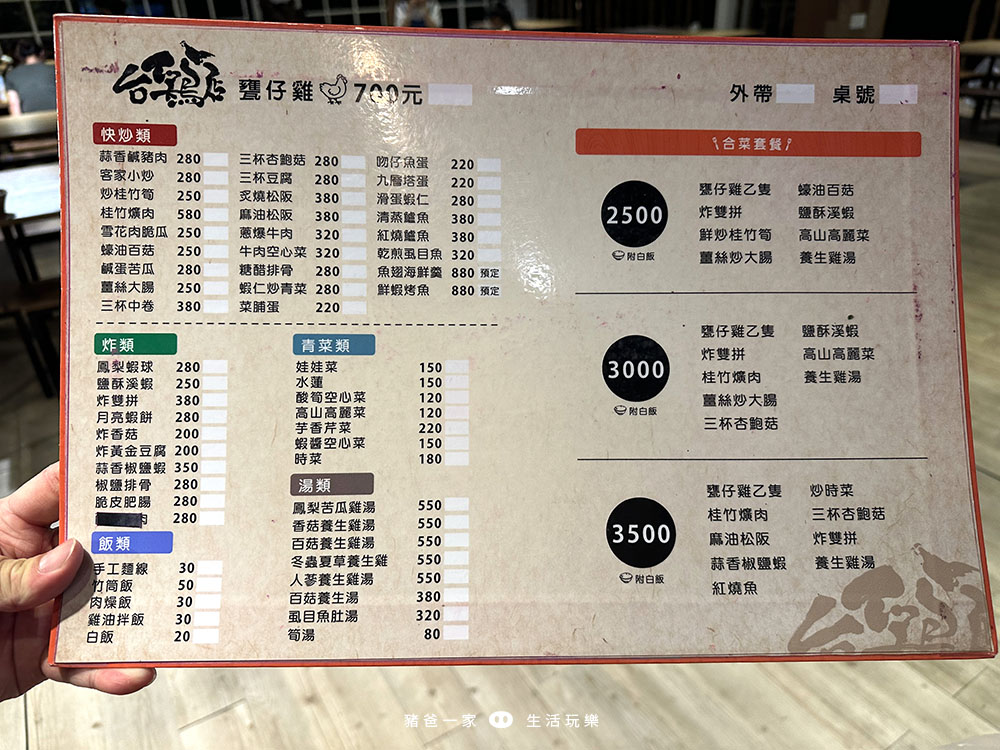 台雞店 甕仔雞 700元
外帶 桌號
快炒類
蒜香鹹豬肉 280
客家小炒 280
炒桂竹筍 250
桂竹爌肉 580
雪花肉脆瓜 250
蠔油百菇 250
鹹蛋苦瓜 280
薑絲大腸 250
三杯中卷 380
三杯杏鮑菇 280
三杯豆腐 280
炙燒松阪 380
麻油松阪 380
蔥爆牛肉 320
牛肉空心菜 320
糖醋排骨 280
蝦仁炒青菜 280
菜脯蛋 220
吻仔魚蛋 220
九層塔蛋 220
滑蛋蝦仁 280
清蒸鱸魚 380
紅燒鱸魚 380
乾煎虱目魚 320
魚翅海鮮羹 880 預定
鮮蝦烤魚 880 預定
炸類
鳳梨蝦球 280
鹽酥溪蝦 250
炸雙拼 380
月亮蝦餅 280
炸香菇 200
炸黃金豆腐 200
蒜香椒鹽蝦 350
椒鹽排骨 280
脆皮肥腸 280
肉 280
飯類
手工麵線 30
竹筒飯 50
肉燥飯 30
雞油拌飯 30
白飯 20
青菜類
娃娃菜 150
水蓮 150
酸筍空心菜 120
高山高麗菜 120
芋香芹菜 220
蝦醬空心菜 150
時菜 180
湯類
鳳梨苦瓜雞湯 550
香菇養生雞湯 550
百菇養生雞湯 550
冬蟲夏草養生雞 550
人蔘養生雞湯 550
百菇養生湯 380
虱目魚肚湯 320
筍湯 80
合菜套餐
2500
附白飯
甕仔雞乙隻 蠔油百菇
炸雙拼 鹽酥溪蝦
鮮炒桂竹筍 高山高麗菜
薑絲炒大腸 養生雞湯
3000
附白飯
甕仔雞乙隻 鹽酥溪蝦
炸雙拼 高山高麗菜
桂竹爌肉 養生雞湯
薑絲炒大腸
三杯杏鮑菇
3500
附白飯
甕仔雞乙隻 炒時菜
桂竹爌肉 三杯杏鮑菇
麻油松阪 炸雙拼
蒜香椒鹽蝦 養生雞湯
紅燒魚
豬爸一家 生活玩樂